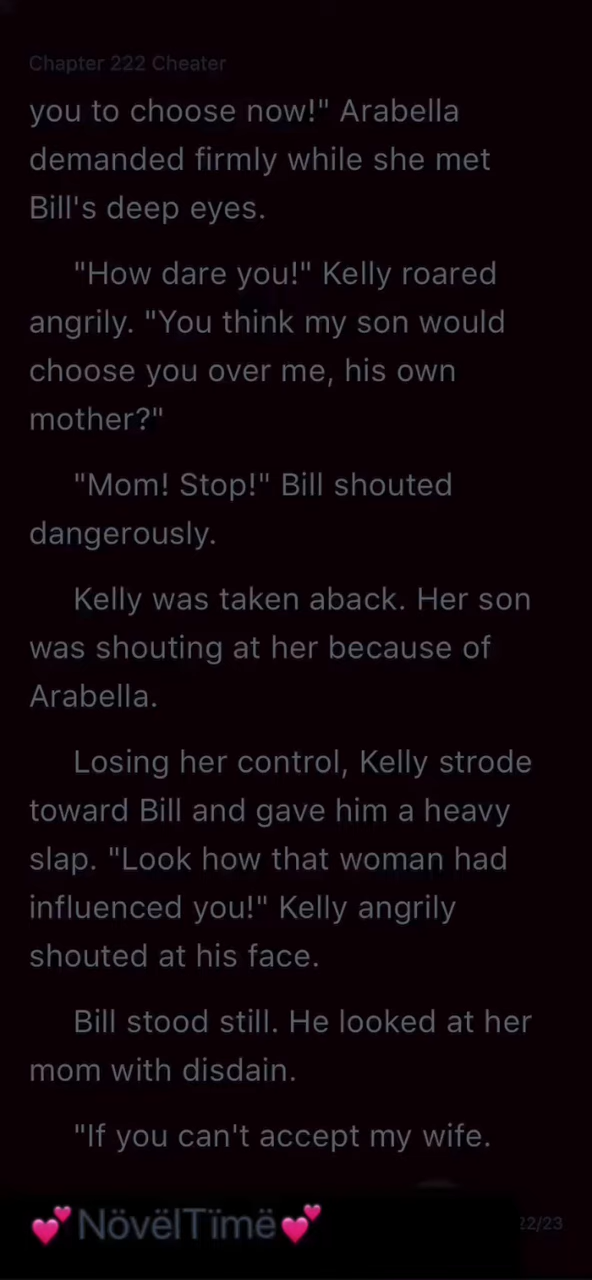 Chapter 222 Cheater
you to choose now!" Arabella
demanded firmly while she met
Bill's deep eyes.
"How dare you!" Kelly roared
angrily. "You think my son would
choose you over me, his own
mother?"
"Mom! Stop!" Bill shouted
dangerously.
Kelly was taken aback. Her son
was shouting at her because of
Arabella.
Losing her control, Kelly strode
toward Bill and gave him a heavy
slap. "Look how that woman had
influenced you!" Kelly angrily
shouted at his face.
Bill stood still. He looked at her
mom with disdain.
"If you can't accept my wife.
💕NövëlTïmë💕 22/23